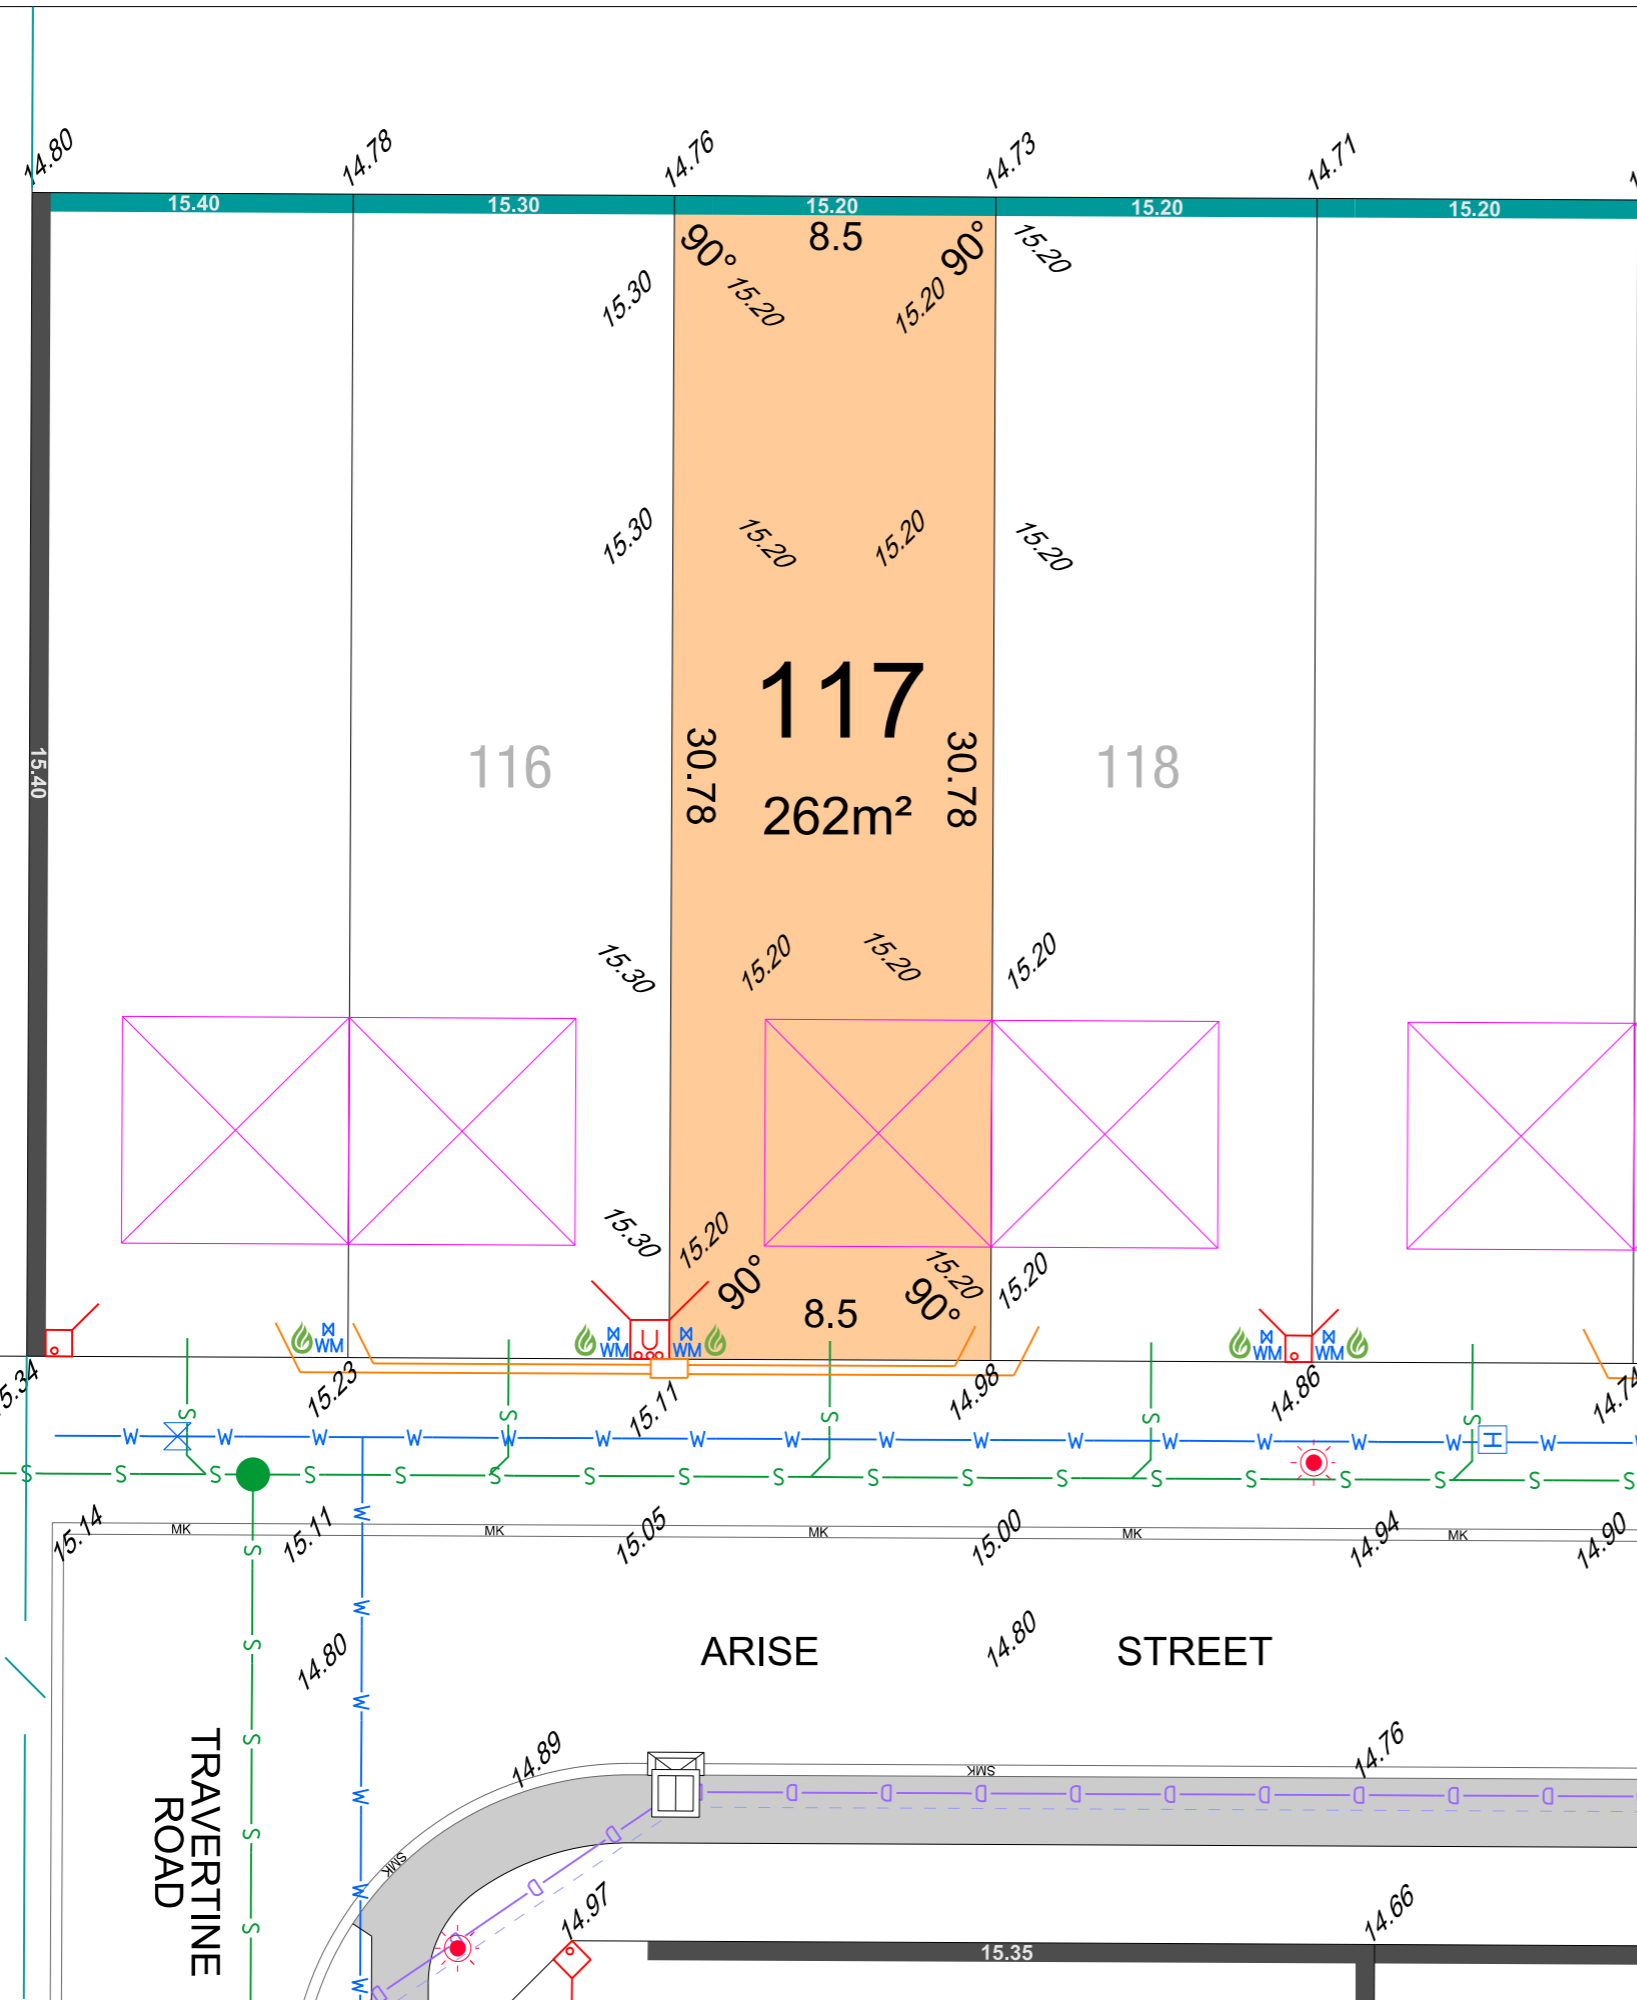 14.80
14.78
14.76
14.73
14.71
15.40
15.30
15.20
15.20
15.20
90°
8.5
90°
15.20
15.30
15.20
15.20
15.30
15.20
15.20
15.20
117
15.40
116
30.78
30.78
118
262m²
15.30
15.20
15.20
15.20
15.30
15.20
15.20
15.20
90°
90°
8.5
WM
WM
U
WM
WM
WM
15.23
15.11
14.98
14.86
S
S
S
S
S
W W W W W W W W W W W W W W W W
H
S S S S S S S S S S S S S S S S S
15.14
15.11
15.05
15.00
14.94
14.90
MK
MK
MK
MK
MK
S
W
W
S
W
W
W
W
S
S
S
S
14.80
ARISE
14.80
STREET
TRAVERTINE
ROAD
14.89
14.76
SMK
D D D D D D D D D
D
D
SMK
14.97
14.66
15.35